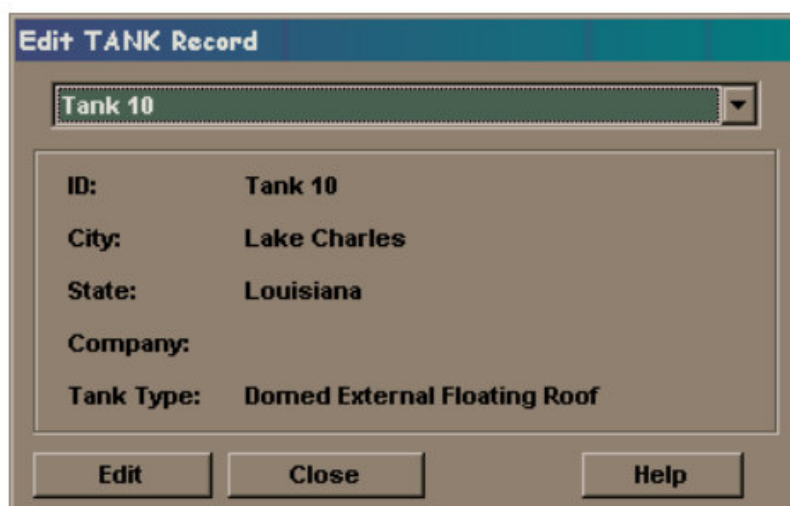 Edit TANK Record
Tank 10
ID: Tank 10
City: Lake Charles
State: Louisiana
Company:
Tank Type: Domed External Floating Roof
Edit Close Help